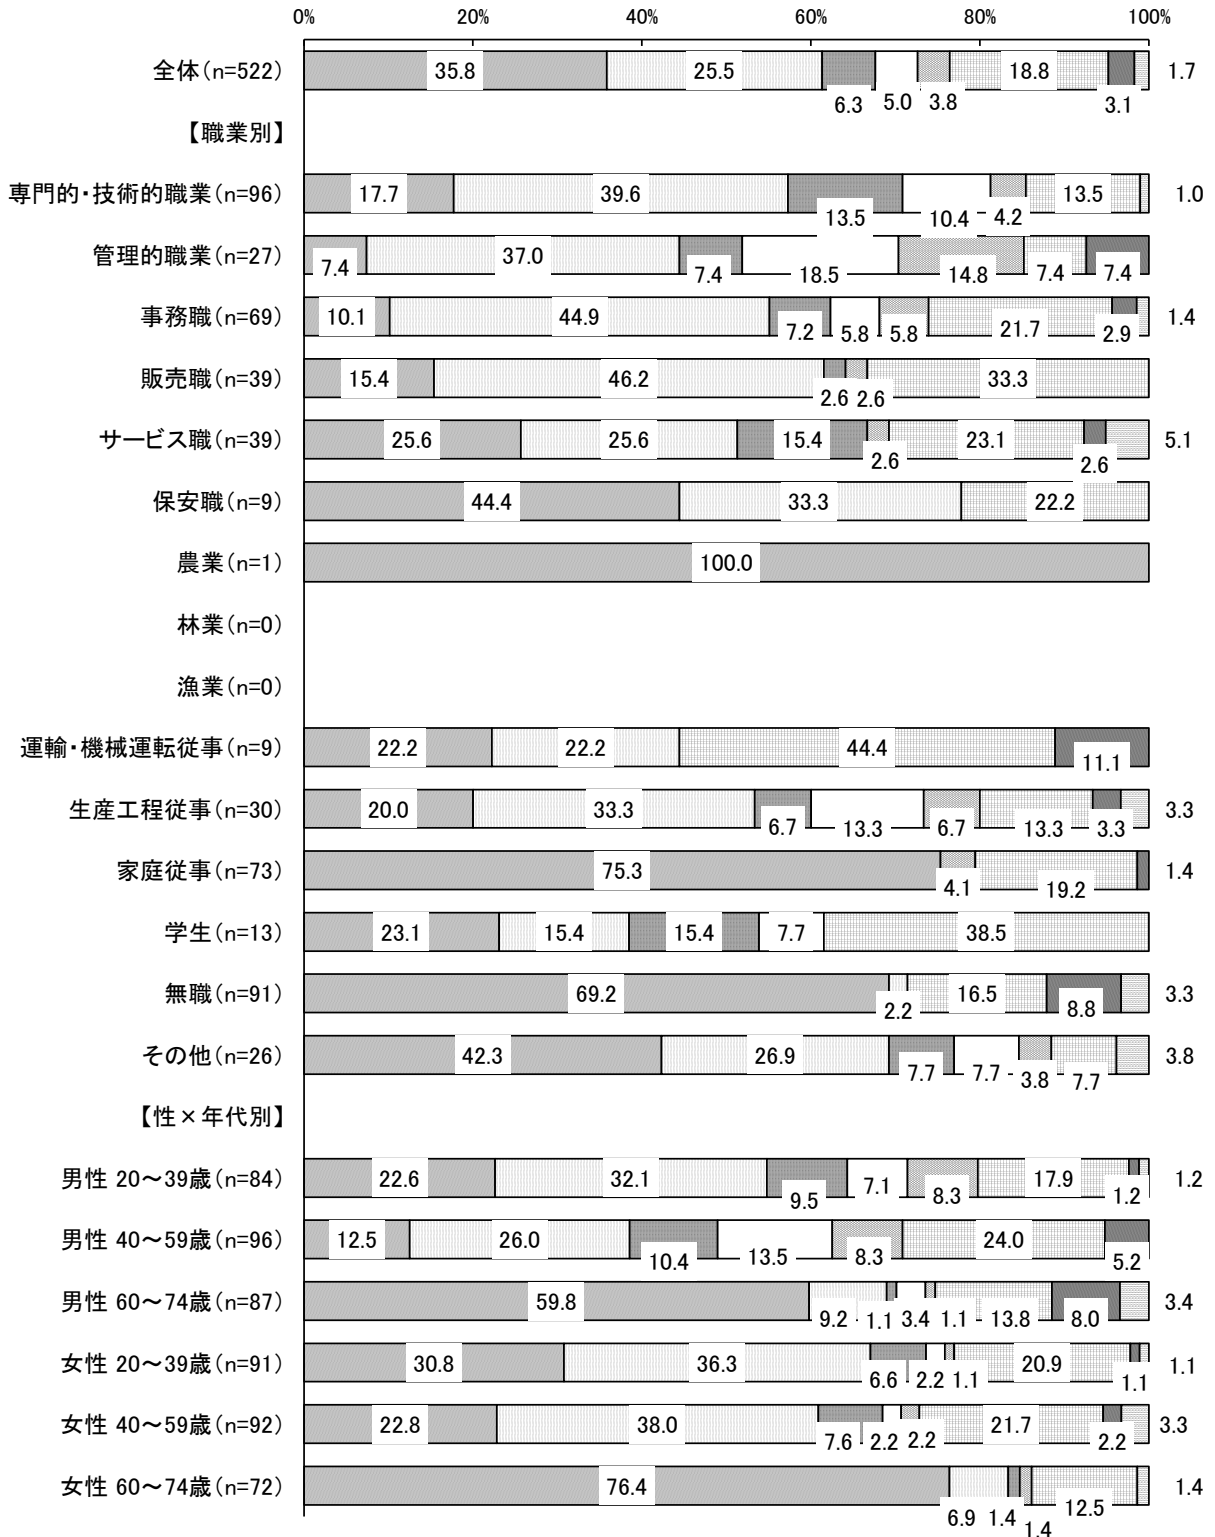 0% 20% 40% 60% 80% 100%
全体(n=522) 35.8 25.5 6.3 5.0 3.8 18.8 3.1 1.7
【職業別】
専門的・技術的職業(n=96) 17.7 39.6 13.5 10.4 4.2 13.5 1.0
管理的職業(n=27) 7.4 37.0 7.4 18.5 14.8 7.4 7.4
事務職(n=69) 10.1 44.9 7.2 5.8 5.8 21.7 2.9 1.4
販売職(n=39) 15.4 46.2 2.6 2.6 33.3
サービス職(n=39) 25.6 25.6 15.4 2.6 23.1 2.6 5.1
保安職(n=9) 44.4 33.3 22.2
農業(n=1) 100.0
林業(n=0)
漁業(n=0)
運輸・機械運転従事(n=9) 22.2 22.2 44.4 11.1
生産工程従事(n=30) 20.0 33.3 6.7 13.3 6.7 13.3 3.3 3.3
家庭従事(n=73) 75.3 4.1 19.2 1.4
学生(n=13) 23.1 15.4 15.4 7.7 38.5
無職(n=91) 69.2 2.2 16.5 8.8 3.3
その他(n=26) 42.3 26.9 7.7 7.7 3.8 7.7 3.8
【性×年代別】
男性 20～39歳(n=84) 22.6 32.1 9.5 7.1 8.3 17.9 1.2 1.2
男性 40～59歳(n=96) 12.5 26.0 10.4 13.5 8.3 24.0 5.2
男性 60～74歳(n=87) 59.8 9.2 1.1 3.4 1.1 13.8 8.0 3.4
女性 20～39歳(n=91) 30.8 36.3 6.6 2.2 1.1 20.9 1.1 1.1
女性 40～59歳(n=92) 22.8 38.0 7.6 2.2 2.2 21.7 2.2 3.3
女性 60～74歳(n=72) 76.4 6.9 1.4 1.4 12.5 1.4